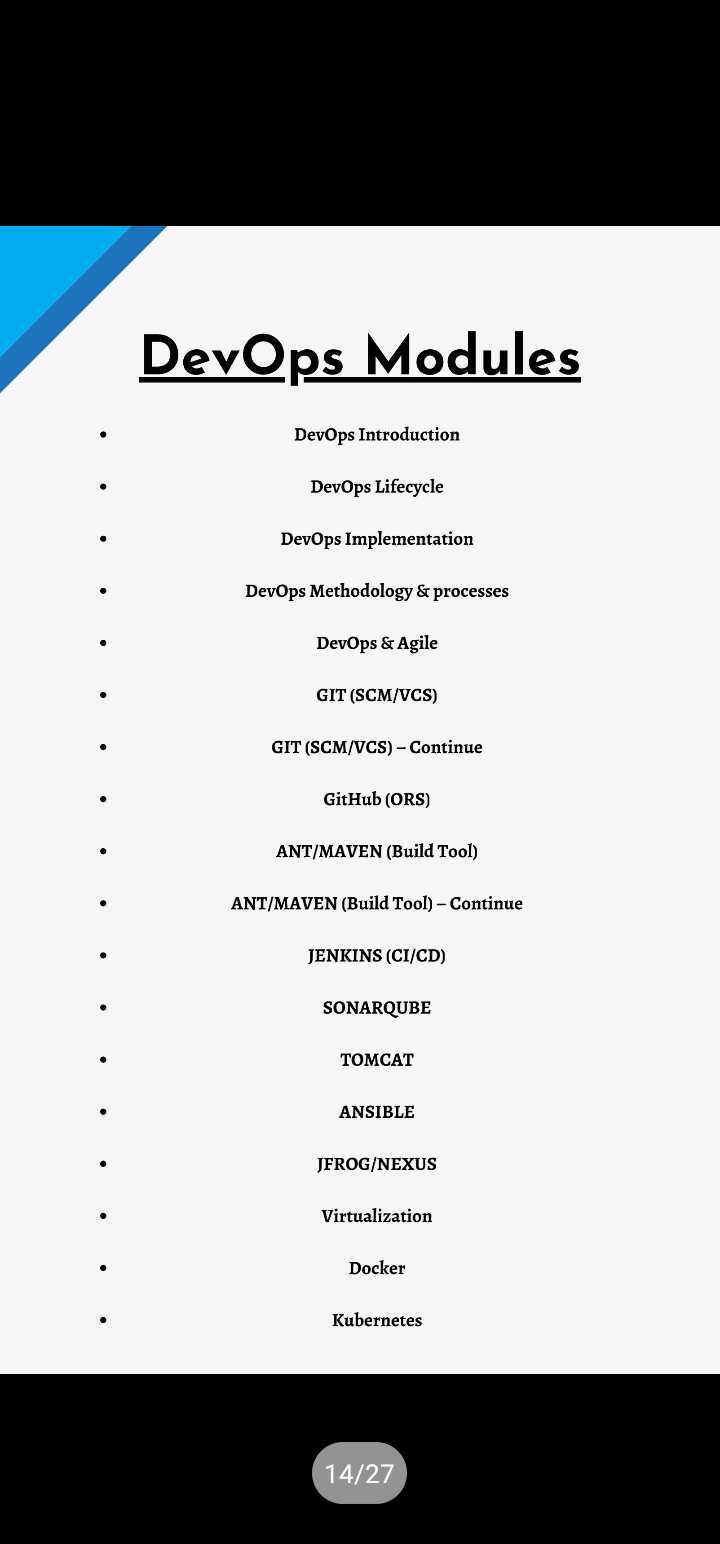 DevOps Modules
• DevOps Introduction
• DevOps Lifecycle
• DevOps Implementation
• DevOps Methodology & processes
• DevOps & Agile
• GIT (SCM/VCS)
• GIT (SCM/VCS) – Continue
• GitHub (ORS)
• ANT/MAVEN (Build Tool)
• ANT/MAVEN (Build Tool) – Continue
• JENKINS (CI/CD)
• SONARQUBE
• TOMCAT
• ANSIBLE
• JFROG/NEXUS
• Virtualization
• Docker
• Kubernetes
14/27